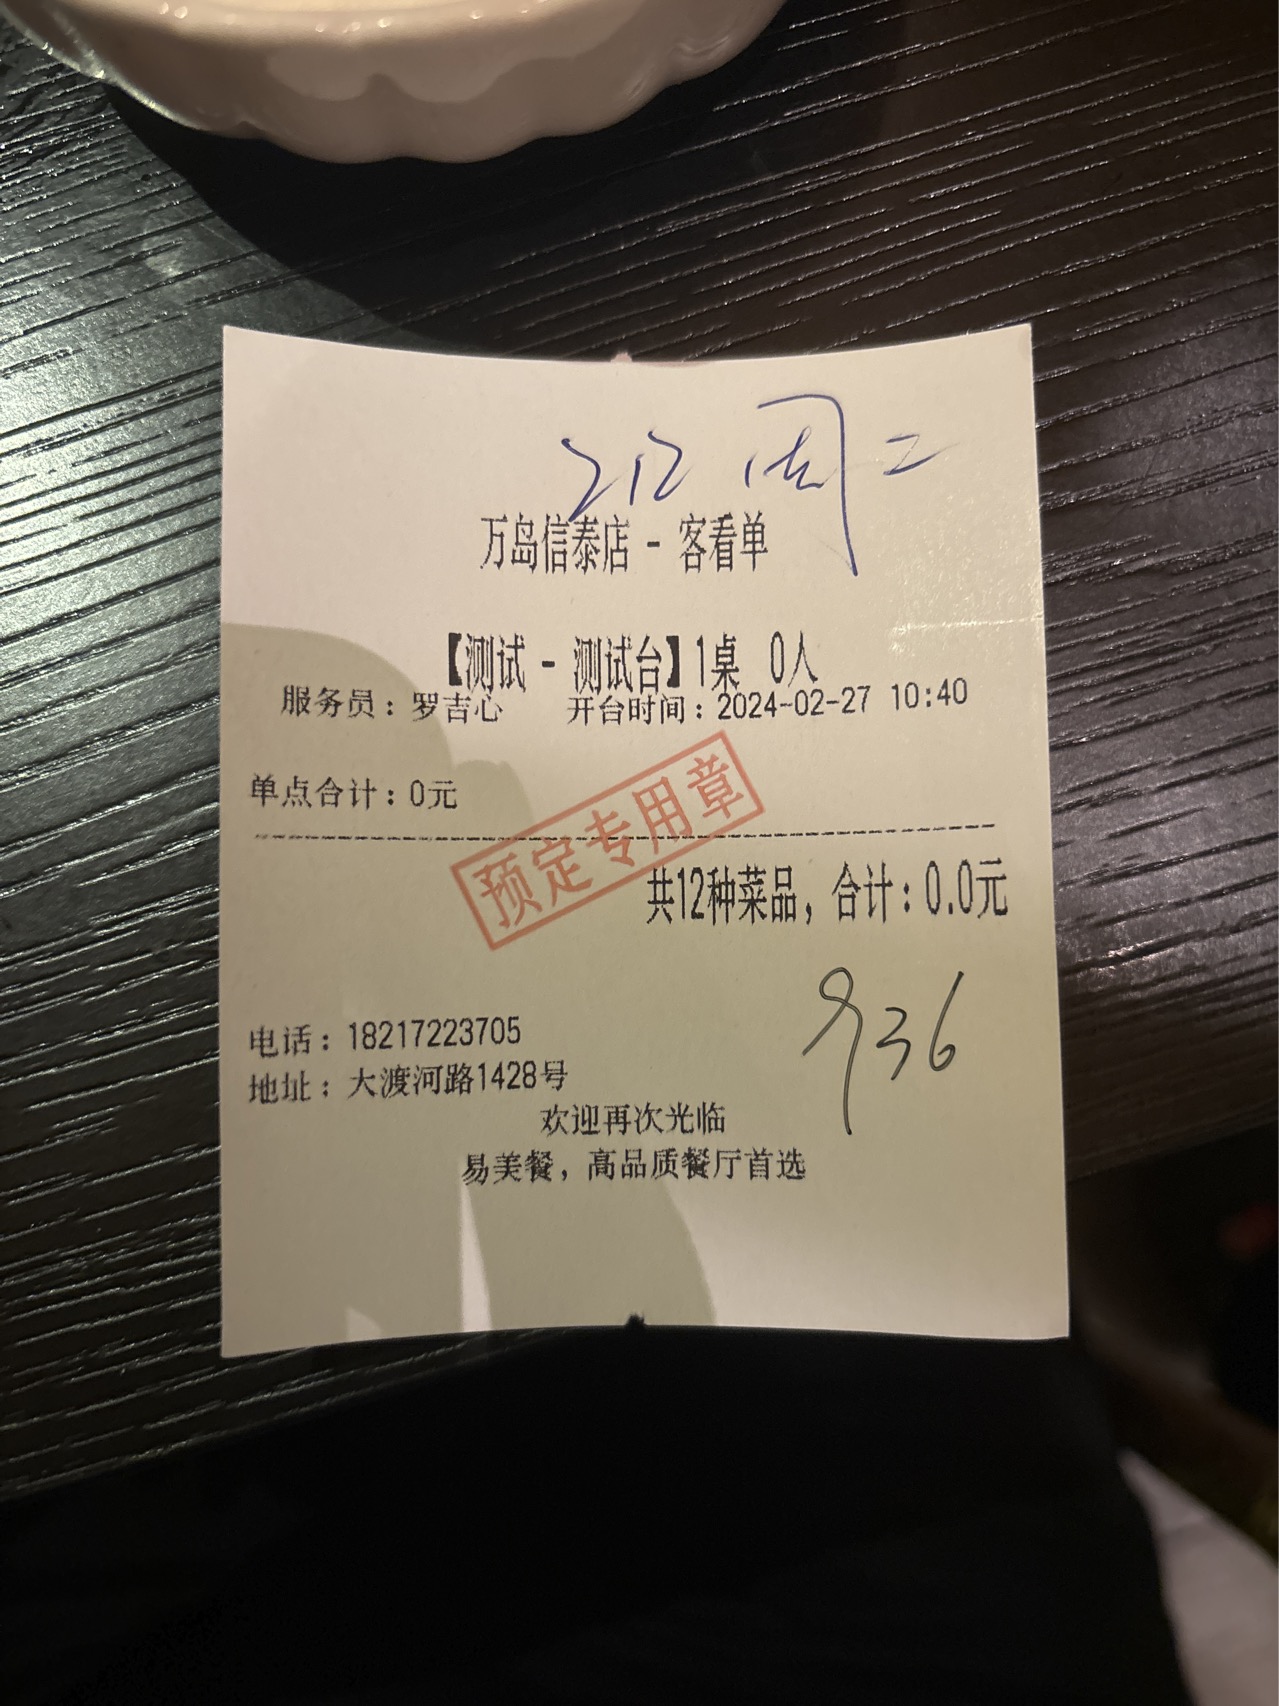 212 周二
万岛信泰店 - 客看单
【测试 - 测试台】1桌 0人
服务员：罗吉心 开台时间：2024-02-27 10:40
单点合计：0元
预定专用章
共12种菜品，合计：0.0元
936
电话：18217223705
地址：大渡河路1428号
欢迎再次光临
易美餐，高品质餐厅首选